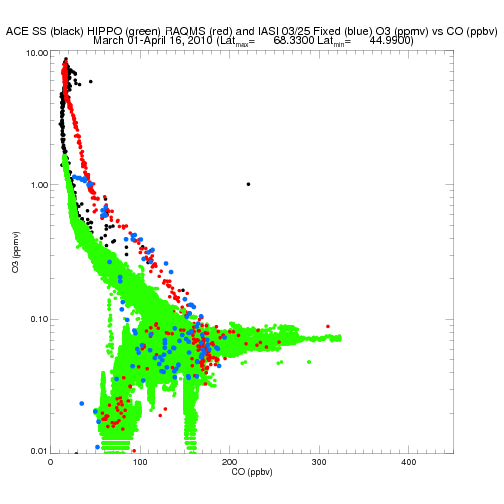 ACE SS (black) HIPPO (green) RAQMS (red) and IASI 03/25 Fixed (blue) O3 (ppmv) vs CO (ppbv)
March 01-April 16, 2010 (Latmax= 68.3300 Latmin= 44.9900)
10.00
1.00
O3 (ppmv)
0.10
0.01
0 100 200 300 400
CO (ppbv)